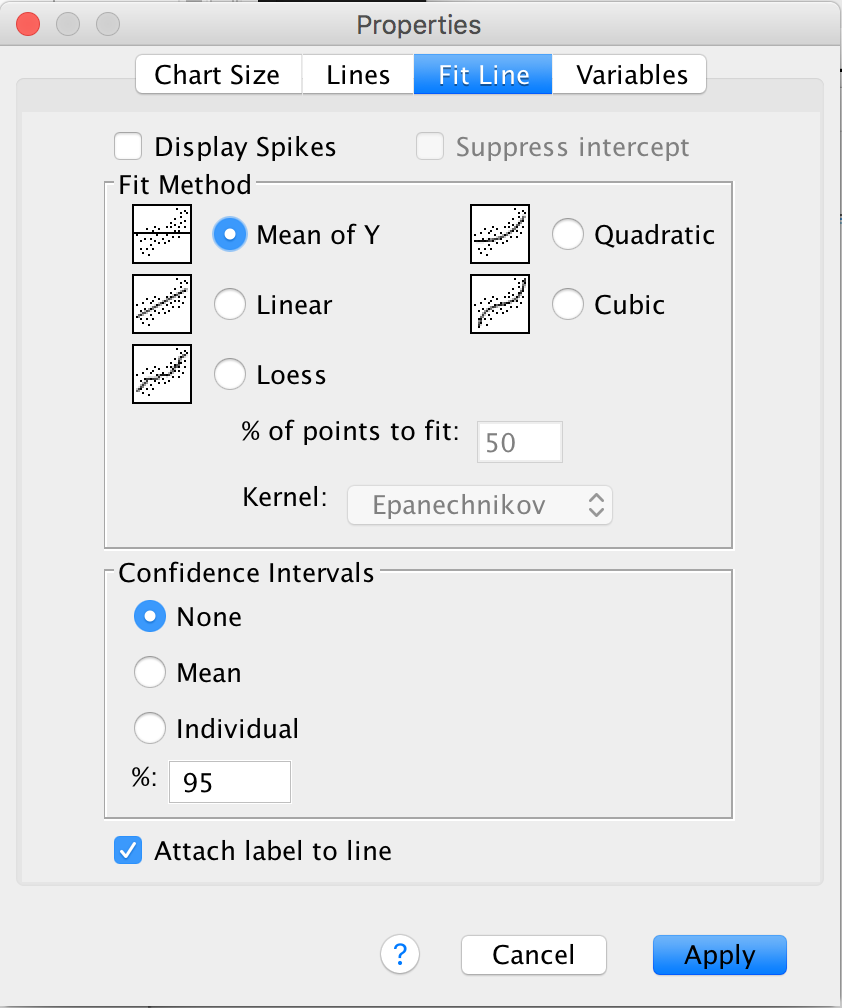 Properties
Chart Size Lines Fit Line Variables
Display Spikes Suppress intercept
Fit Method
Mean of Y Quadratic
Linear Cubic
Loess
% of points to fit: 50
Kernel: Epanechnikov
Confidence Intervals
None
Mean
Individual
%: 95
Attach label to line
? Cancel Apply